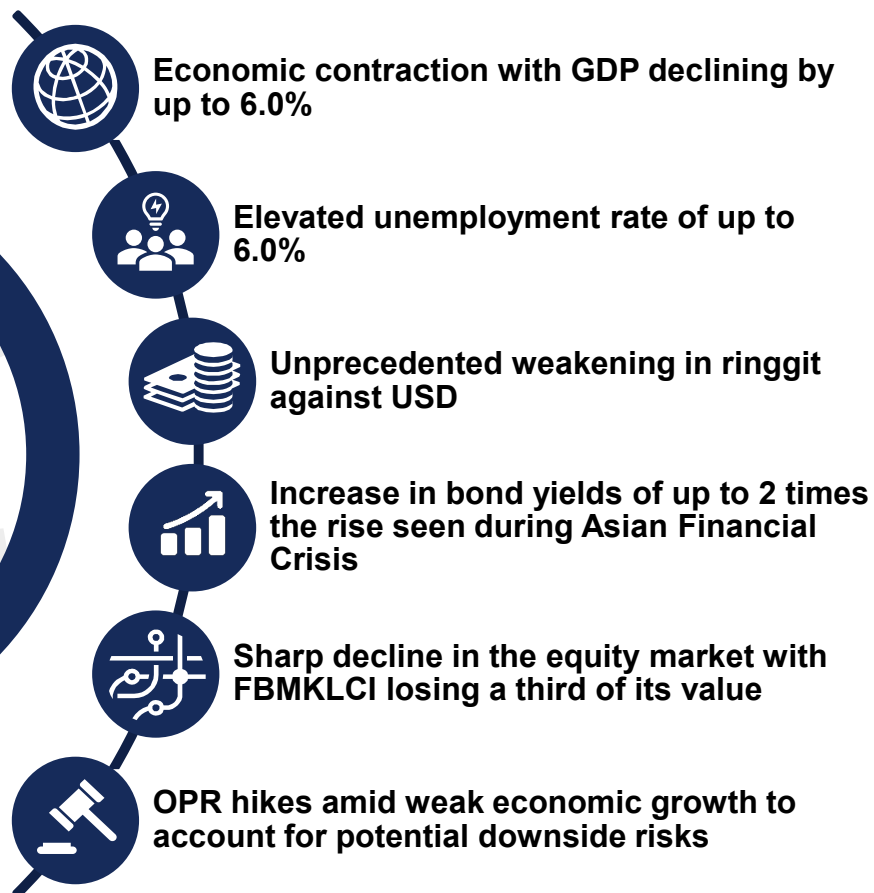 Economic contraction with GDP declining by
up to 6.0%
Elevated unemployment rate of up to
6.0%
Unprecedented weakening in ringgit
against USD
Increase in bond yields of up to 2 times
the rise seen during Asian Financial
Crisis
Sharp decline in the equity market with
FBMKLCI losing a third of its value
OPR hikes amid weak economic growth to
account for potential downside risks